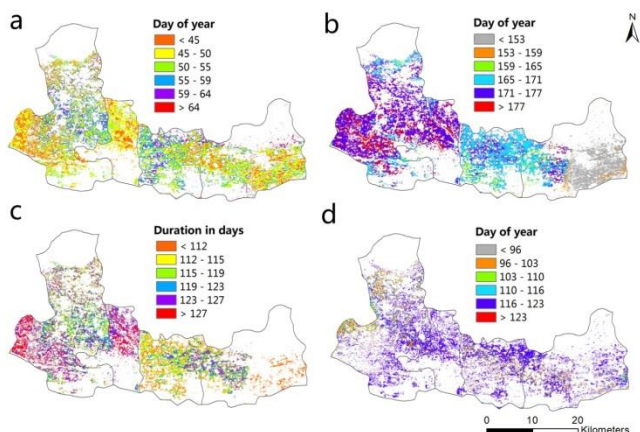 a
Day of year
< 45
45 - 50
50 - 55
55 - 59
59 - 64
> 64
b
Day of year
< 153
153 - 159
159 - 165
165 - 171
171 - 177
> 177
N
c
Duration in days
< 112
112 - 115
115 - 119
119 - 123
123 - 127
> 127
d
Day of year
< 96
96 - 103
103 - 110
110 - 116
116 - 123
> 123
0 10 20
Kilometers